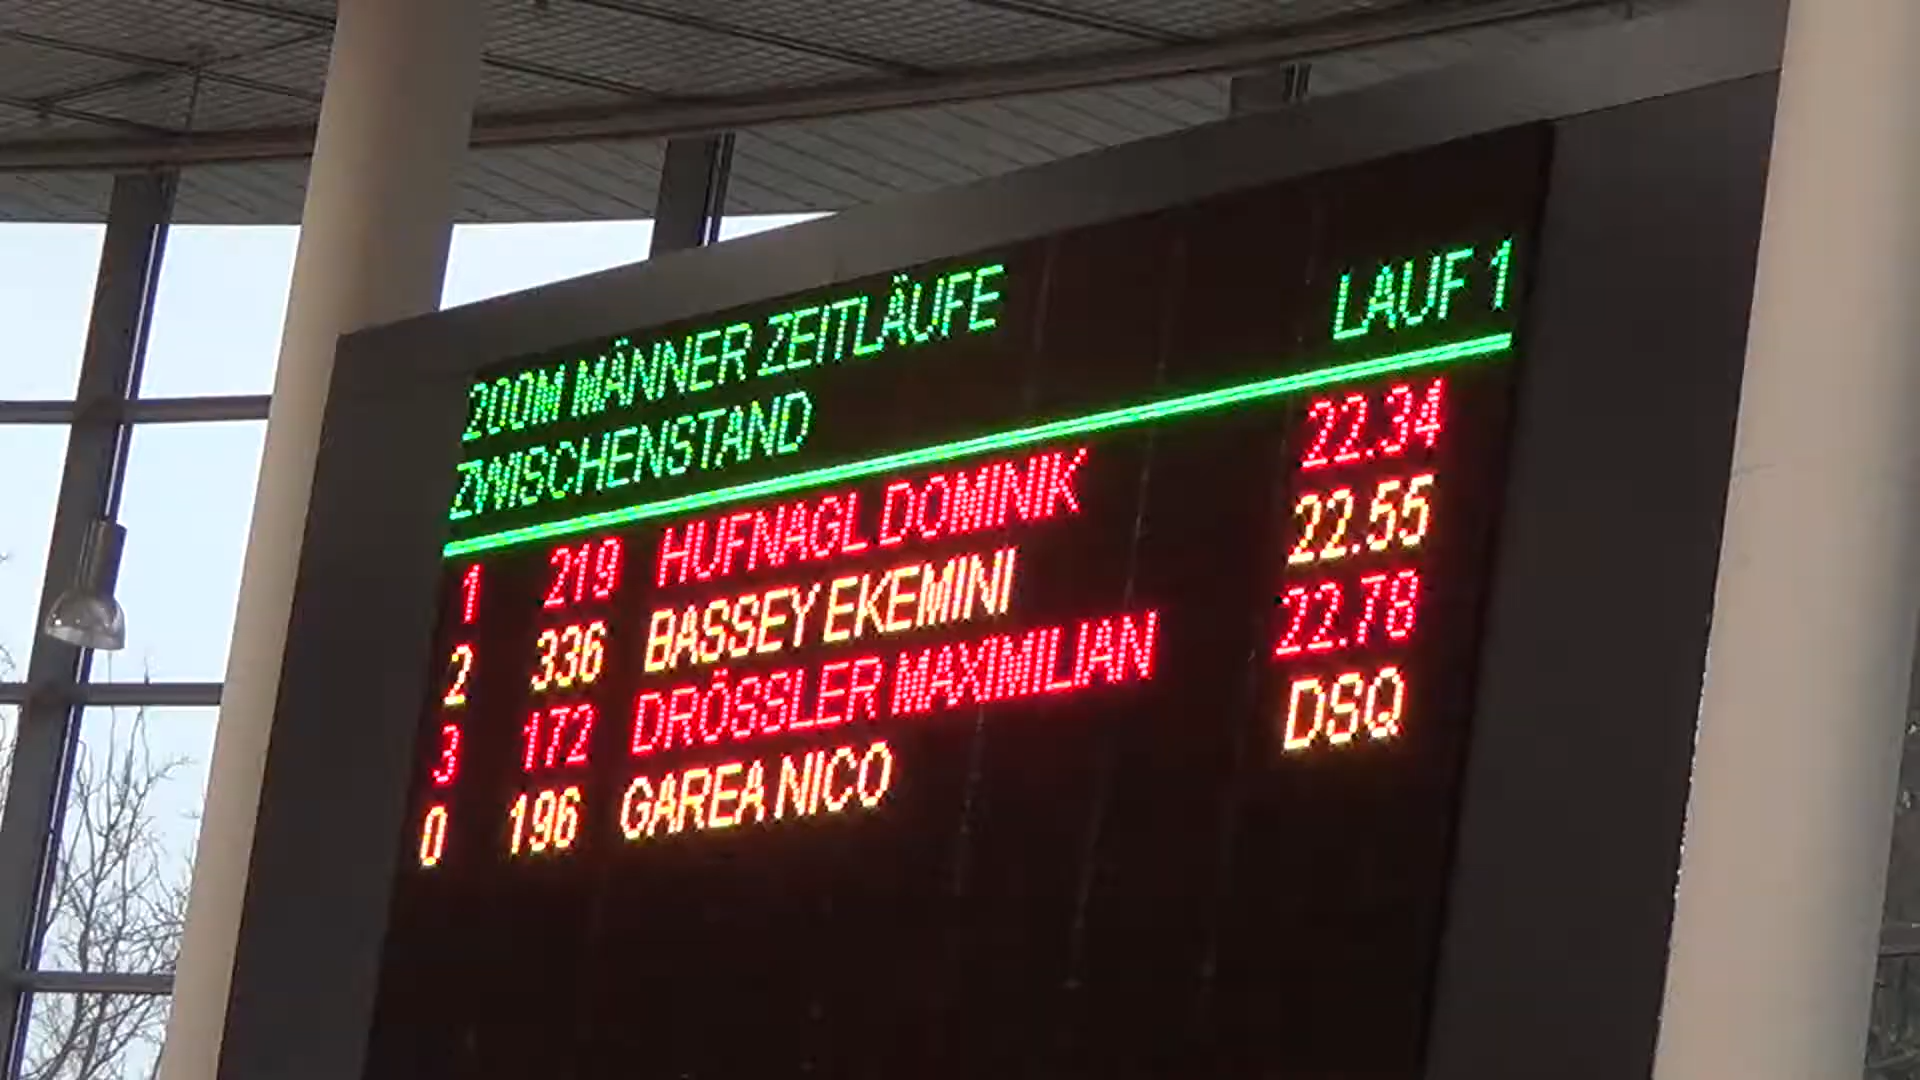 200M MÄNNER ZEITLÄUFE LAUF 1
ZWISCHENSTAND
1 219 HUFNAGL DOMINIK 22.34
2 336 BASSEY EKEMINI 22.55
3 172 DRÖSSLER MAXIMILIAN 22.78
0 196 GAREA NICO DSQ